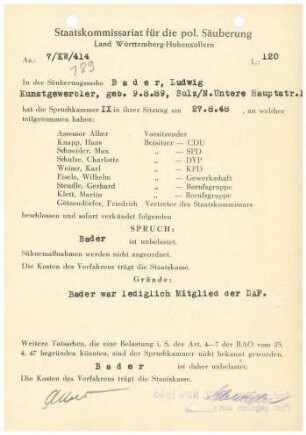 Staatskommissariat für die pol. Säuberung
Land Württemberg-Hohenzollern
Az.: 7/KW/414 L: 120
189
In der Säuberungssache Bader, Ludwig
Kunstgewerbler, geb. 9.8.89, Sulz/N.Untere Hauptstr.1
hat die Spruchkammer IX in ihrer Sitzung am 27.8.48, an welcher
teilgenommen haben:
Assessor Alber Vorsitzender
Knapp, Hans Beisitzer — CDU
Schneider, Max „ — SPD
Schulze, Charlotte „ — DVP
Weimr, Karl „ — KPD
Eisele, Wilhelm „ — Gewerkschaft
Steudle, Gerhard „ — Berufsgruppe
Klett, Martin „ — Berufsgruppe
Götzendörfer, Friedrich Vertreter des Staatskommissars
beschlossen und sofort verkündet folgenden
SPRUCH:
Bader
ist unbelastet.
Sühnemaßnahmen werden nicht angeordnet.
Die Kosten des Verfahrens trägt die Staatskasse.
Gründe:
Bader war lediglich Mitglied der DAF.
Weitere Tatsachen, die eine Belastung i. S. der Art. 4—7 der RAO vom 25.
4. 47 begründen könnten, sind der Spruchkammer nicht bekannt geworden.
Bader ist daher unbelastet.
Die Kosten des Verfahrens trägt die Staatskasse.
Alber